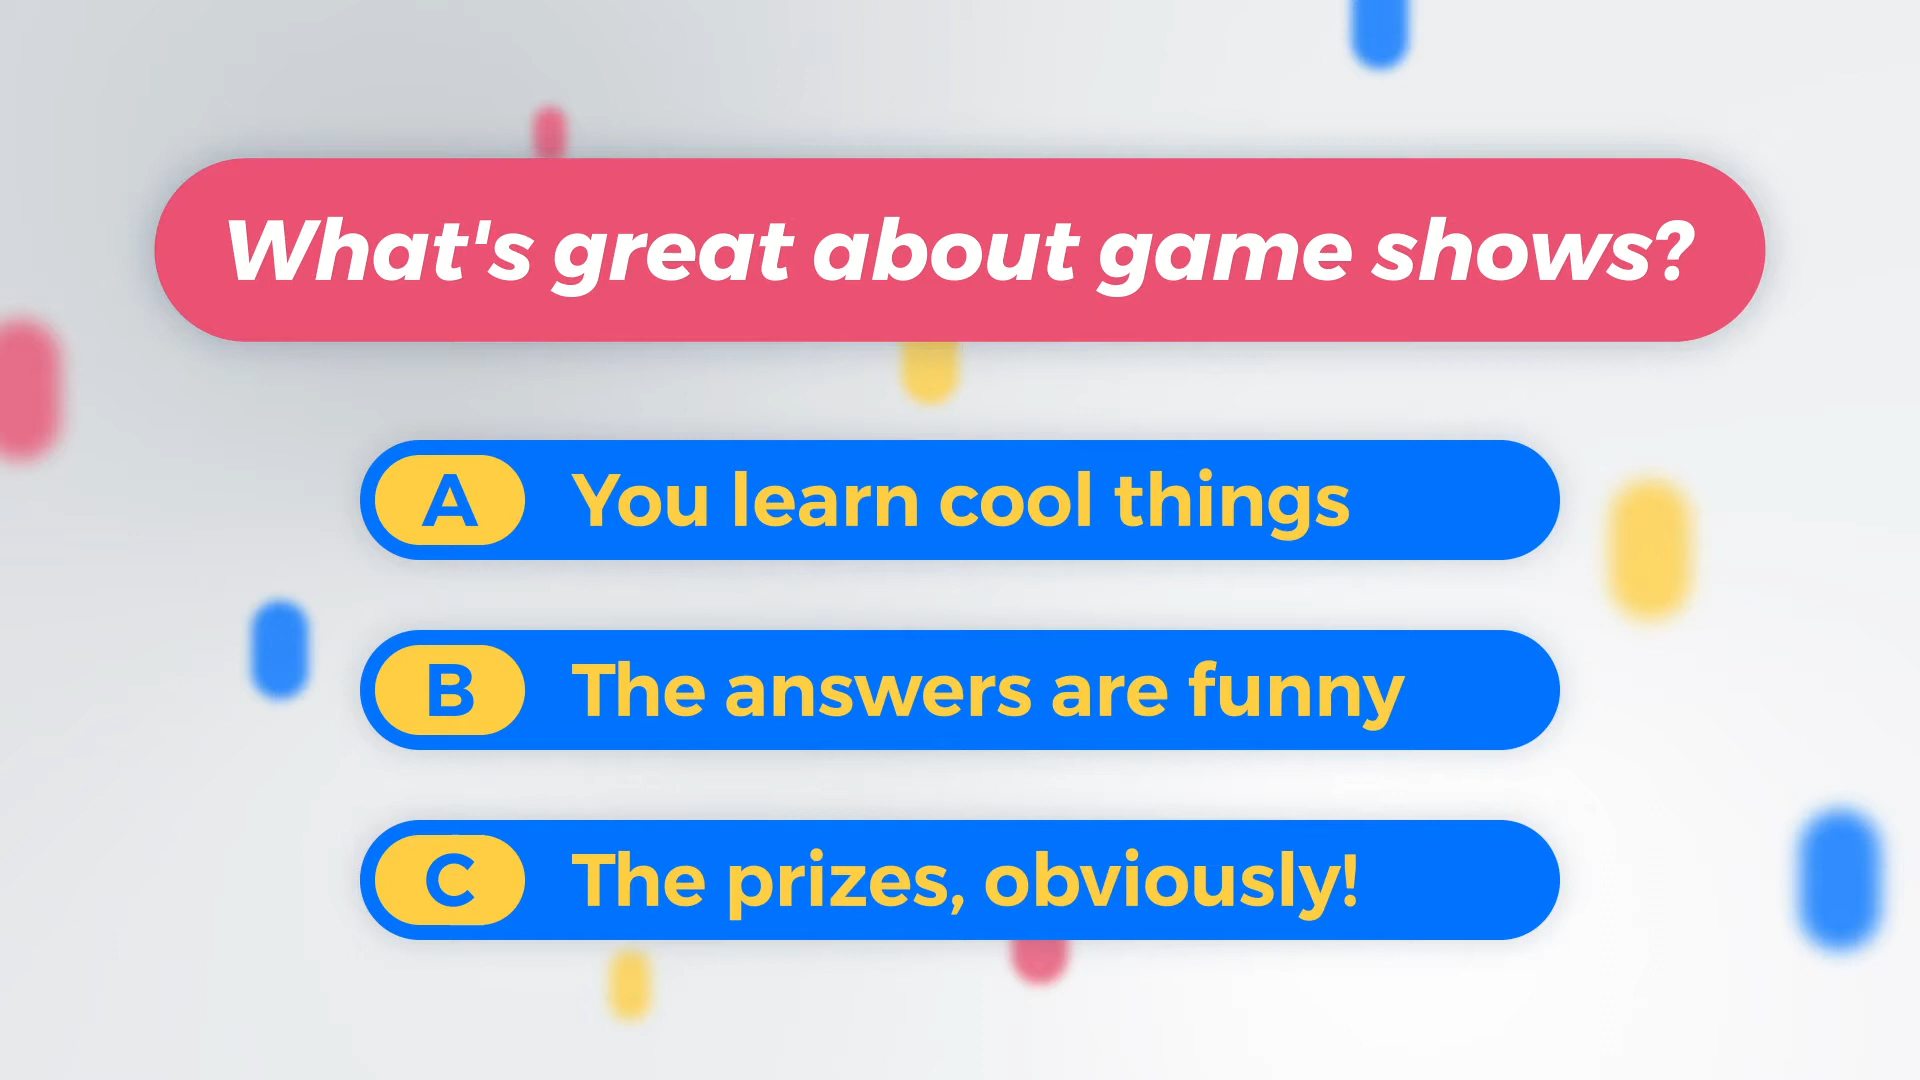 What's great about game shows?
A You learn cool things
B The answers are funny
C The prizes, obviously!